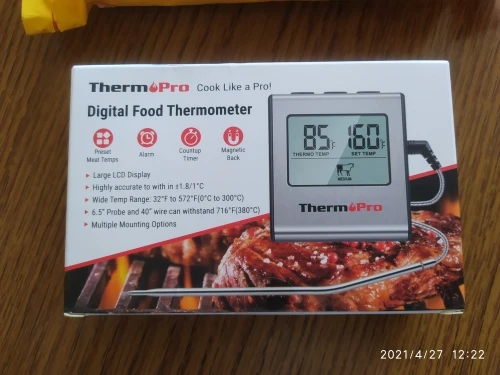 ThermoPro Cook Like a Pro!
Digital Food Thermometer
Preset
Meat Temps
Alarm
Countup
Timer
Magnetic
Back
Large LCD Display
Highly accurate to with in ±1.8/1°C
Wide Temp Range: 32°F to 572°F(0°C to 300°C)
6.5" Probe and 40" wire can withstand 716°F(380°C)
Multiple Mounting Options
85°F 160°F
THERMO TEMP SET TEMP
MEDIUM
ThermoPro
2021/4/27 12:22